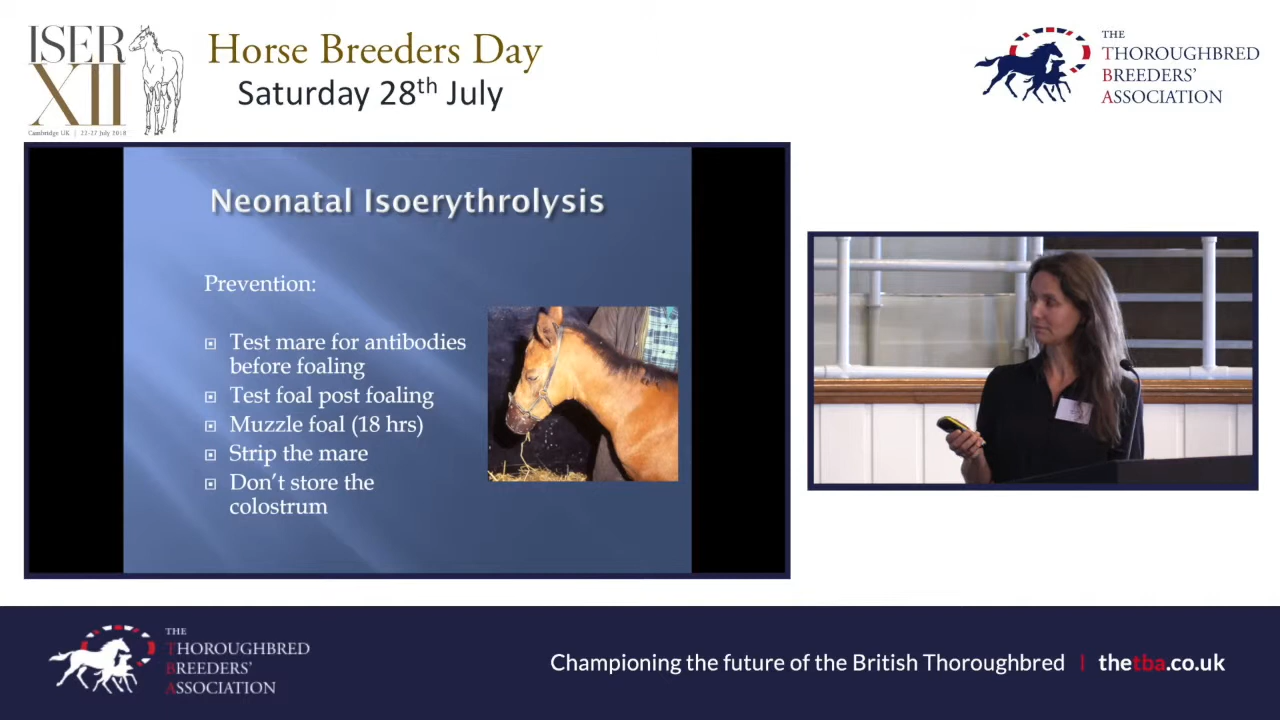 ISER
XII
Cambridge UK | 22-27 July 2018
Horse Breeders Day
Saturday 28th July
THE
THOROUGHBRED
BREEDERS'
ASSOCIATION
Neonatal Isoerythrolysis
Prevention:
Test mare for antibodies
before foaling
Test foal post foaling
Muzzle foal (18 hrs)
Strip the mare
Don't store the
colostrum
THE
THOROUGHBRED
BREEDERS'
ASSOCIATION
Championing the future of the British Thoroughbred | thetba.co.uk